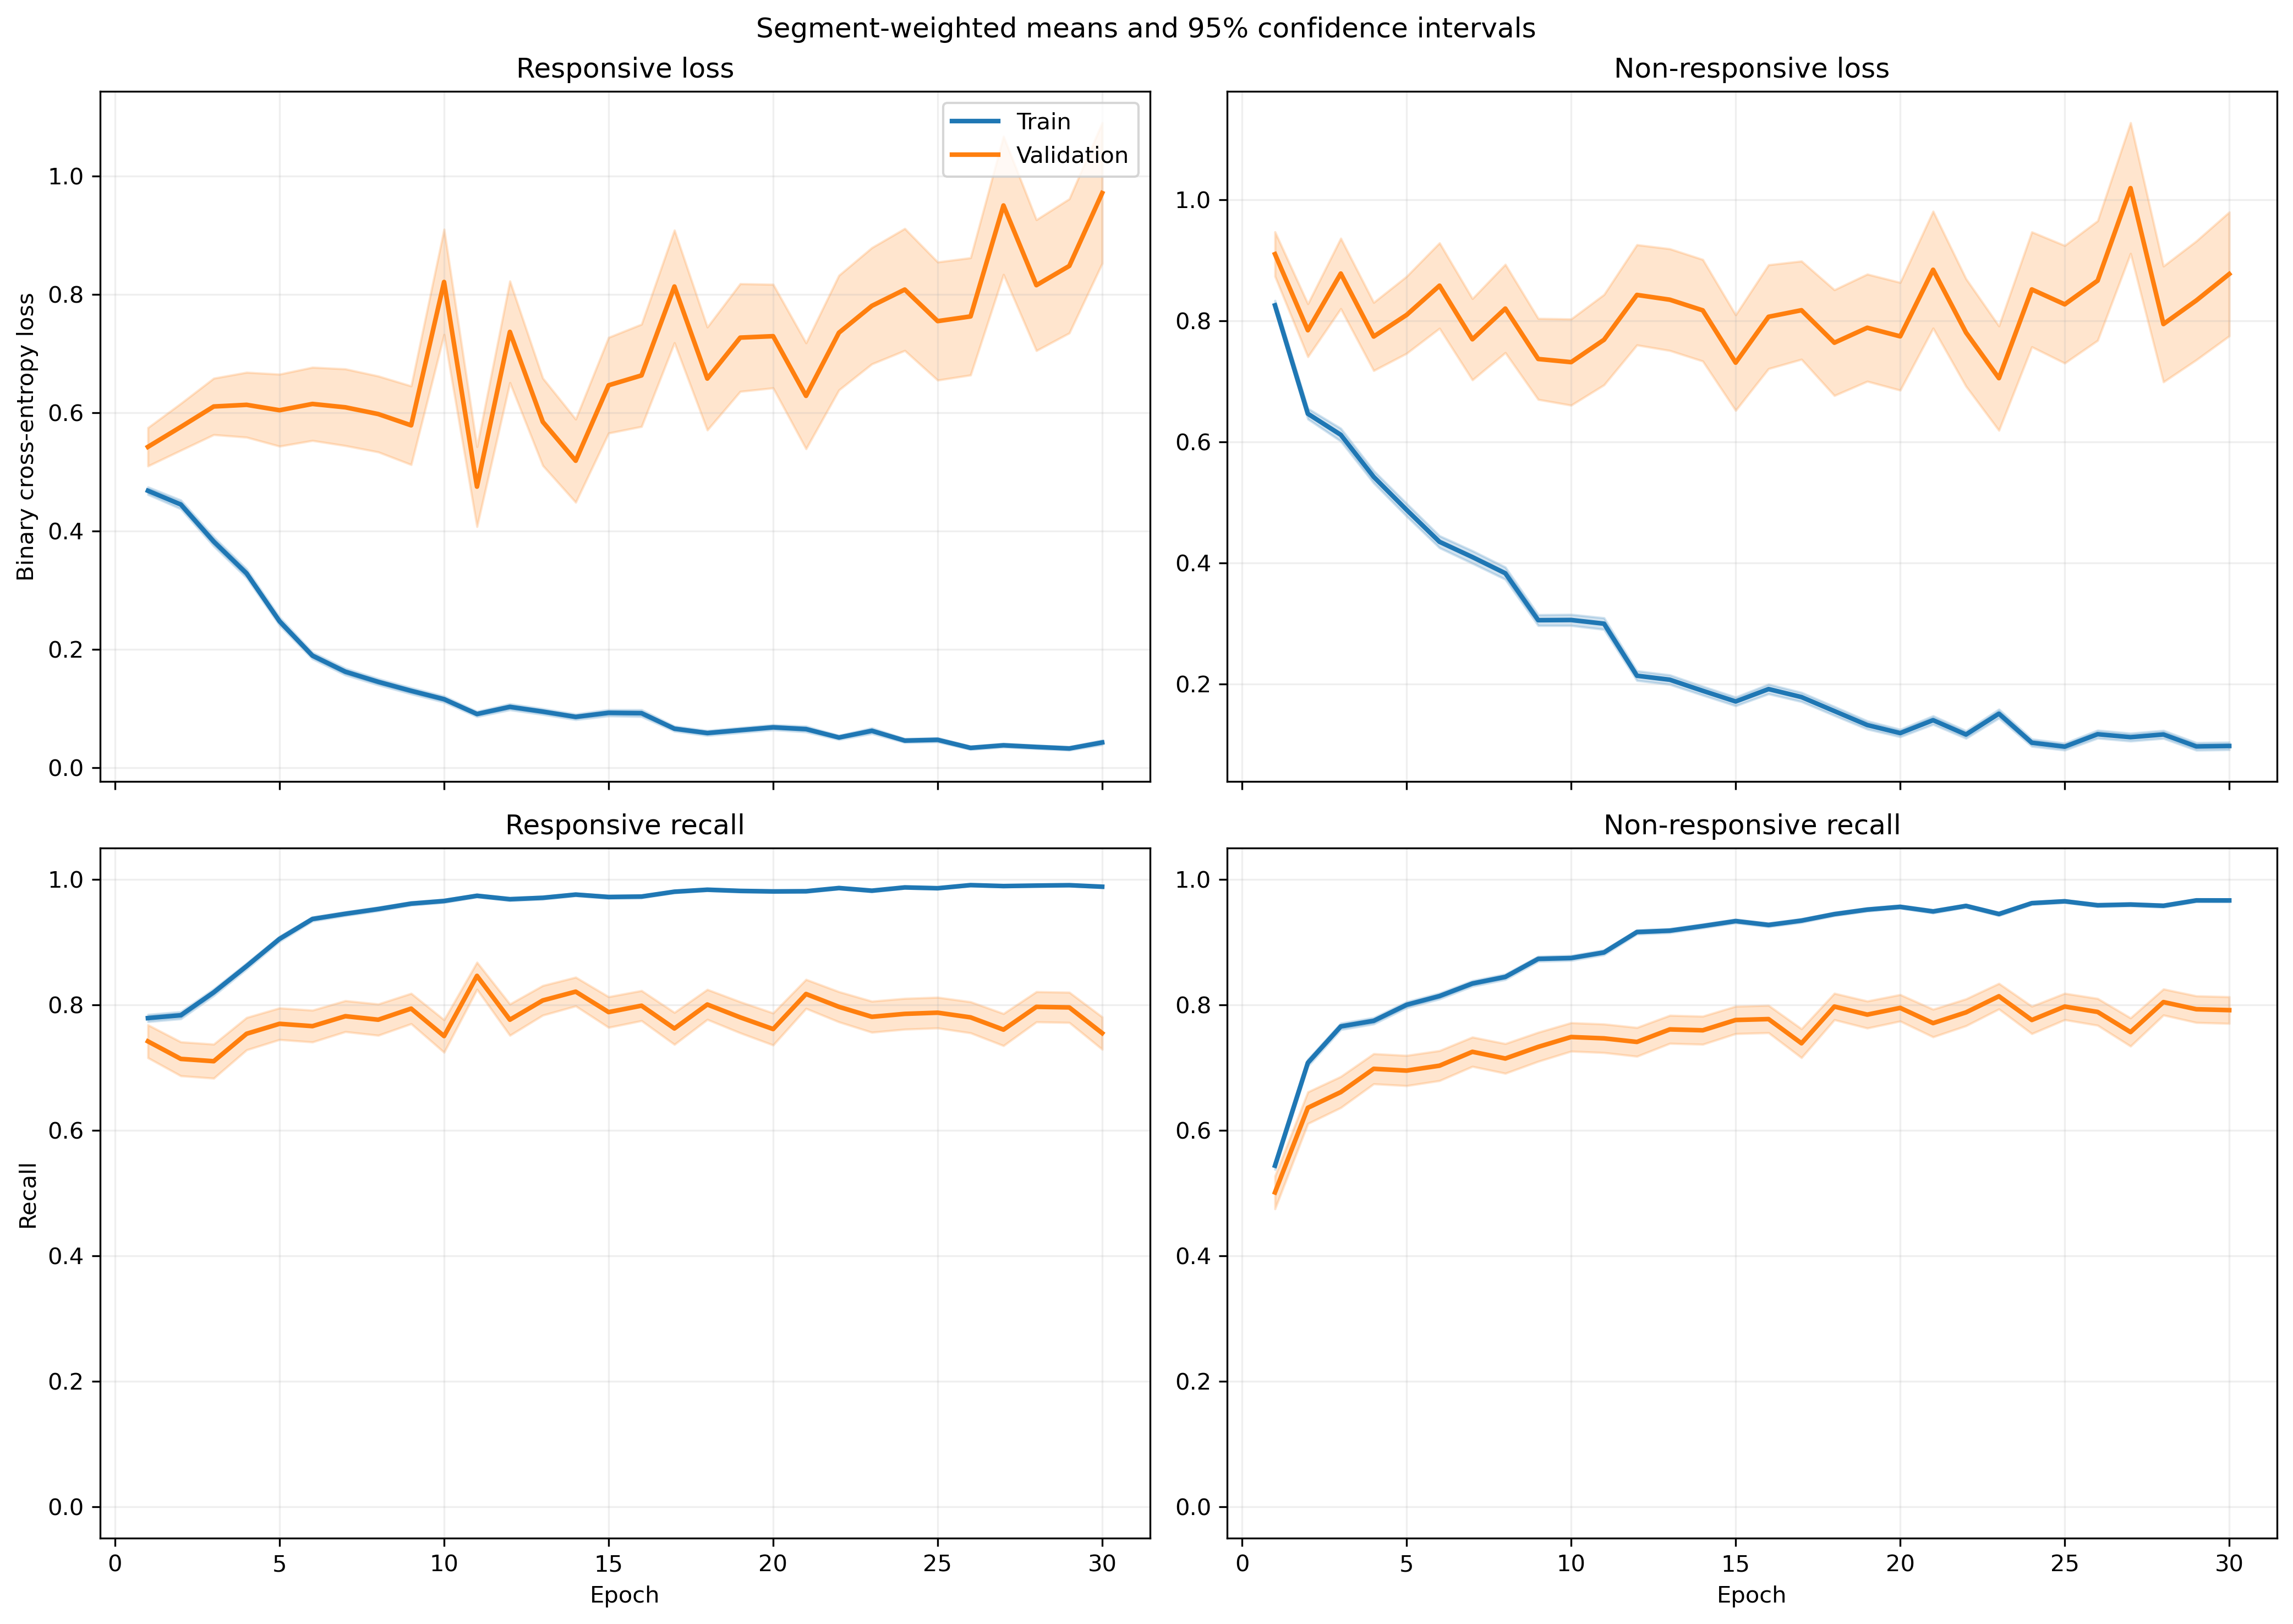 Segment-weighted means and 95% confidence intervals
Responsive loss
Train
Validation
Binary cross-entropy loss
1.0
0.8
0.6
0.4
0.2
0.0
Non-responsive loss
1.0
0.8
0.6
0.4
0.2
Responsive recall
Recall
1.0
0.8
0.6
0.4
0.2
0.0
0 5 10 15 20 25 30
Epoch
Non-responsive recall
1.0
0.8
0.6
0.4
0.2
0.0
0 5 10 15 20 25 30
Epoch